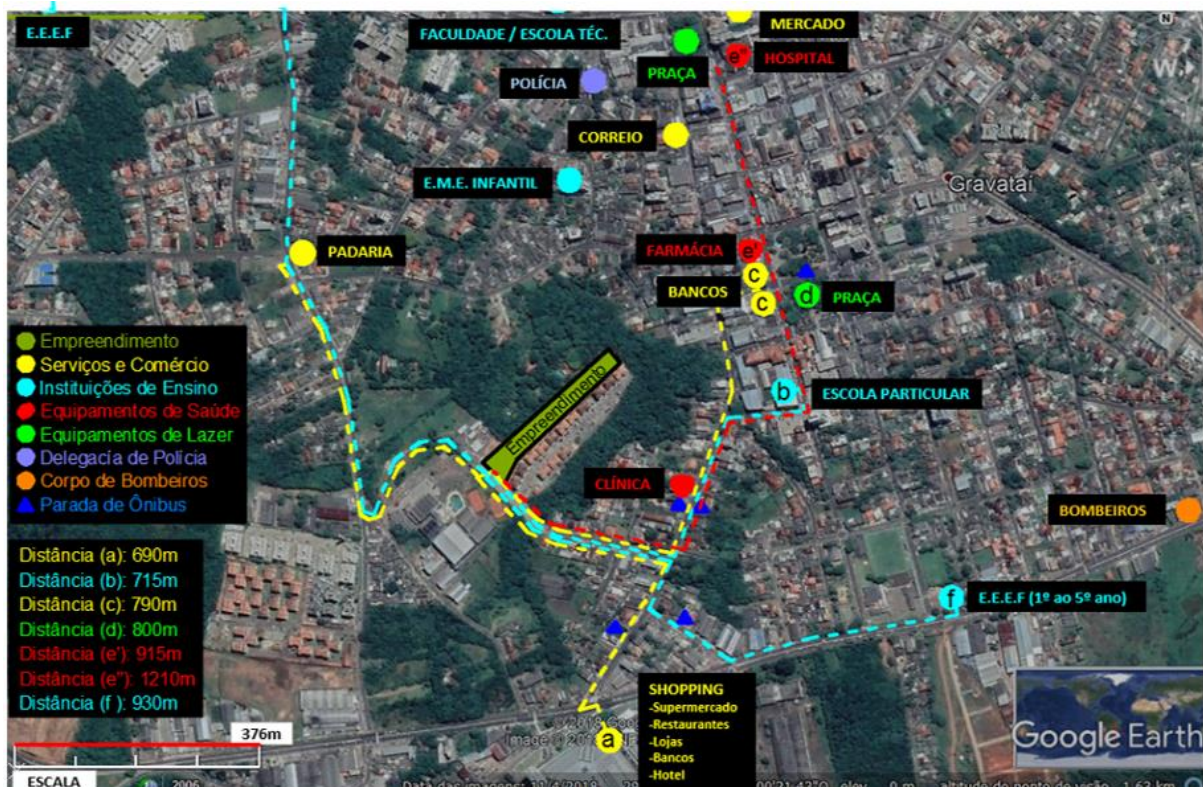 E.E.E.F
FACULDADE / ESCOLA TÉC.
MERCADO
N
PRAÇA
e"
HOSPITAL
POLÍCIA
CORREIO
E.M.E. INFANTIL
Gravataí
PADARIA
FARMÁCIA
e'
BANCOS
c
c
d
PRAÇA
Empreendimento
Serviços e Comércio
Instituições de Ensino
Equipamentos de Saúde
Equipamentos de Lazer
Delegacía de Polícia
Corpo de Bombeiros
Parada de Ônibus
Empreendimento
b
ESCOLA PARTICULAR
CLÍNICA
BOMBEIROS
Distância (a): 690m
Distância (b): 715m
Distância (c): 790m
Distância (d): 800m
Distância (e'): 915m
Distância (e"): 1210m
Distância (f ): 930m
f
E.E.E.F (1º ao 5º ano)
SHOPPING
-Supermercado
-Restaurantes
-Lojas
-Bancos
-Hotel
a
376m
ESCALA
2006
Google Earth